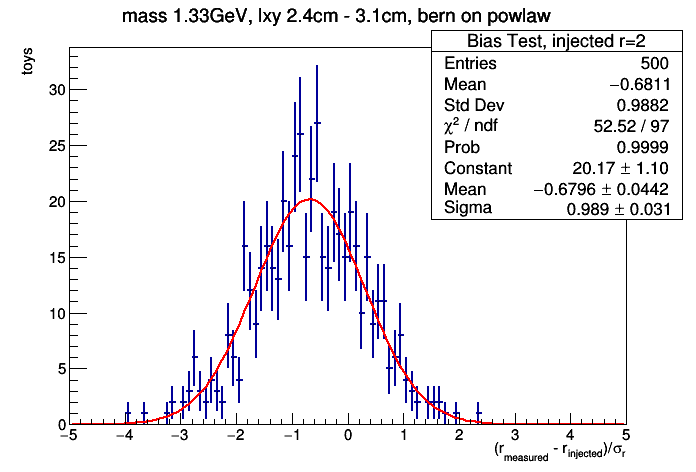 mass 1.33GeV, lxy 2.4cm - 3.1cm, bern on powlaw
Bias Test, injected r=2
Entries 500
Mean −0.6811
Std Dev 0.9882
χ² / ndf 52.52 / 97
Prob 0.9999
Constant 20.17 ± 1.10
Mean −0.6796 ± 0.0442
Sigma 0.989 ± 0.031
toys
30
25
20
15
10
5
0
−5 −4 −3 −2 −1 0 1 2 3 4 5
(r_measured - r_injected)/σ_r